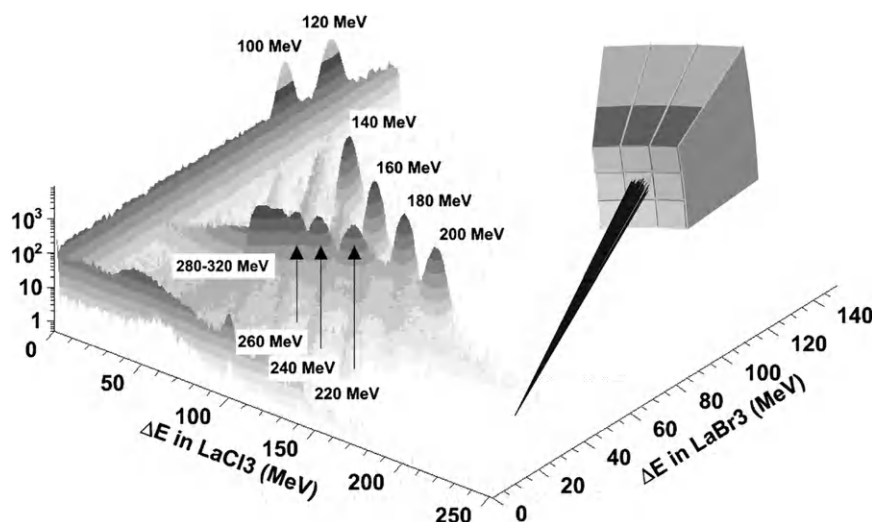 120 MeV
100 MeV
140 MeV
160 MeV
180 MeV
200 MeV
280-320 MeV
260 MeV
240 MeV
220 MeV
10³
10²
10
1
0
50
100
150
200
250
ΔE in LaCl3 (MeV)
0
20
40
60
80
100
120
140
ΔE in LaBr3 (MeV)